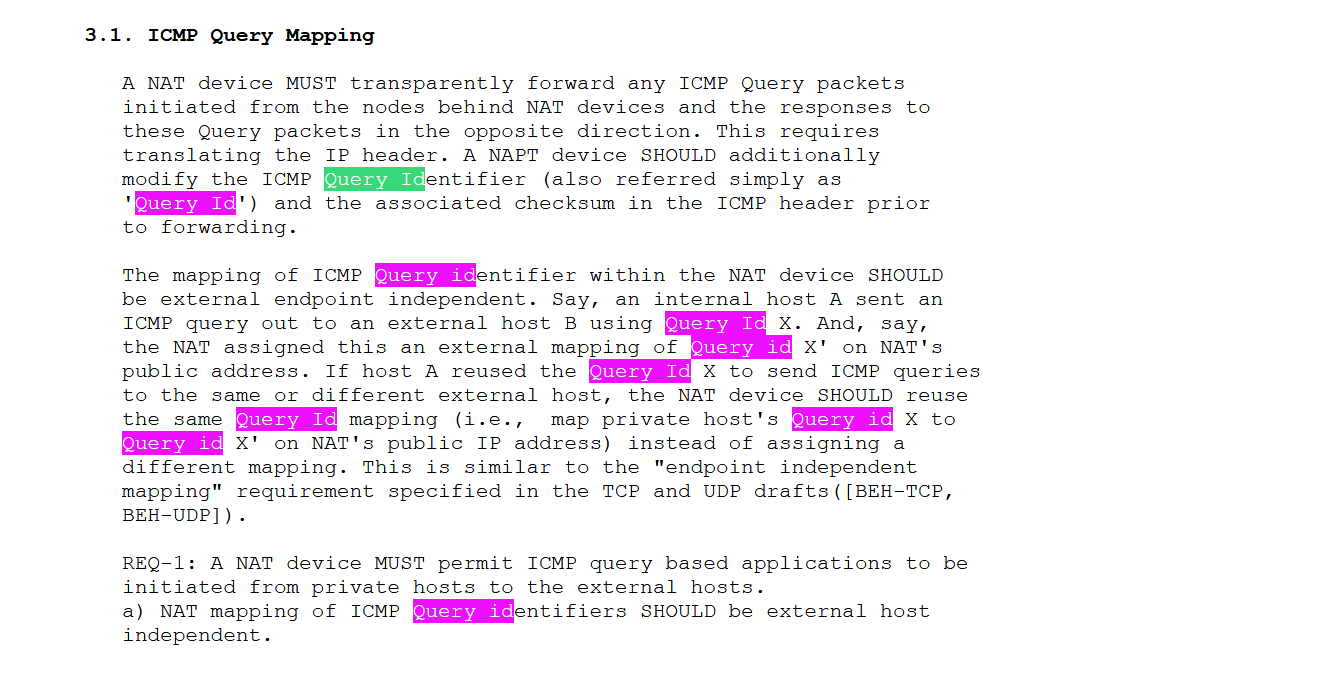 3.1. ICMP Query Mapping
A NAT device MUST transparently forward any ICMP Query packets
initiated from the nodes behind NAT devices and the responses to
these Query packets in the opposite direction. This requires
translating the IP header. A NAPT device SHOULD additionally
modify the ICMP Query Identifier (also referred simply as
'Query Id') and the associated checksum in the ICMP header prior
to forwarding.
The mapping of ICMP Query identifier within the NAT device SHOULD
be external endpoint independent. Say, an internal host A sent an
ICMP query out to an external host B using Query Id X. And, say,
the NAT assigned this an external mapping of Query id X' on NAT's
public address. If host A reused the Query Id X to send ICMP queries
to the same or different external host, the NAT device SHOULD reuse
the same Query Id mapping (i.e.,  map private host's Query id X to
Query id X' on NAT's public IP address) instead of assigning a
different mapping. This is similar to the "endpoint independent
mapping" requirement specified in the TCP and UDP drafts([BEH-TCP,
BEH-UDP]).
REQ-1: A NAT device MUST permit ICMP query based applications to be
initiated from private hosts to the external hosts.
a) NAT mapping of ICMP Query identifiers SHOULD be external host
independent.